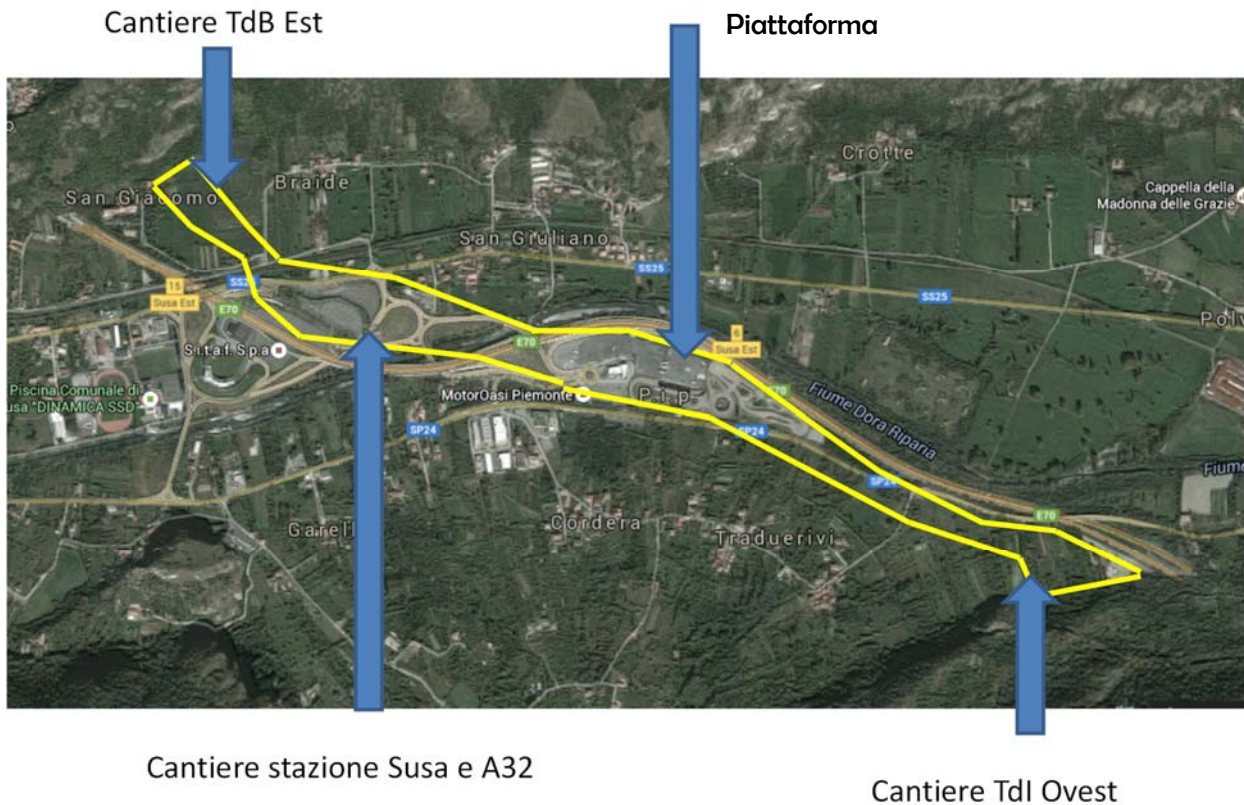 Cantiere TdB Est
Piattaforma
Crotte
Braide
San Giacomo
Cappella della
Madonna delle Grazie
San Giuliano
SS25
15
Susa Est
SS25
E70
S.i.t.a.f. S.p.a
E70
6
Susa Est
Piscina Comunale di
usa "DINAMICA SSD"
MotorOasi Piemonte
P.i.p
E70
Fiume Dora Riparia
SP24
SP24
Fiume
SP24
Garell
Cordera
Traduerivi
E70
Cantiere stazione Susa e A32
Cantiere TdI Ovest